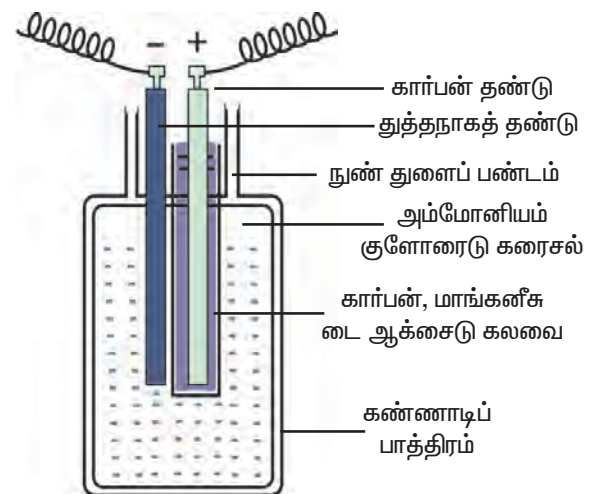 - +
கார்பன் தண்டு
துத்தநாகத் தண்டு
நுண் துளைப் பண்டம்
அம்மோனியம்
குளோரைடு கரைசல்
கார்பன், மாங்கனீசு
டை ஆக்சைடு கலவை
கண்ணாடிப்
பாத்திரம்